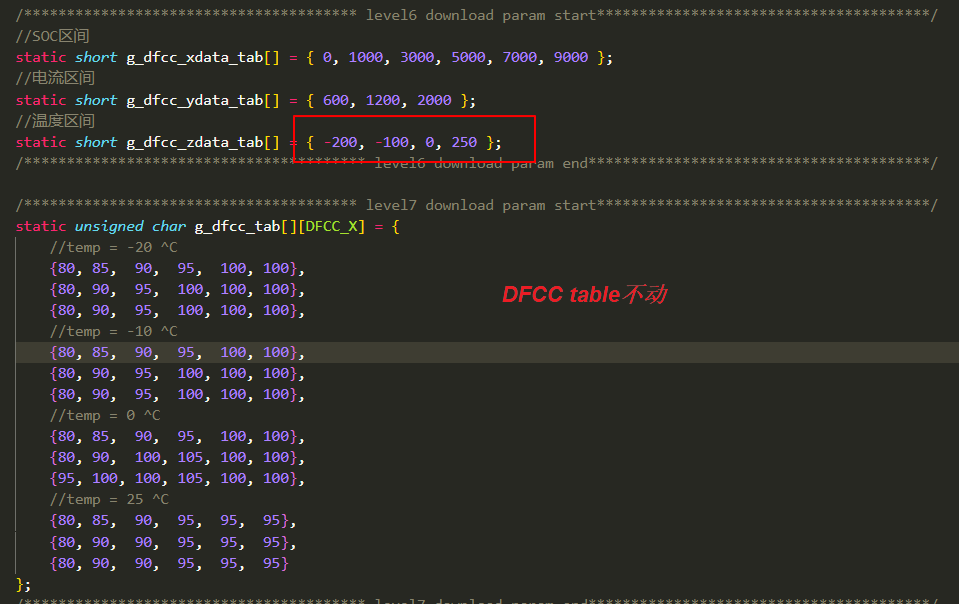 /*************************************** level6 download param start***************************************/
//SOC区间
static short g_dfcc_xdata_tab[] = { 0, 1000, 3000, 5000, 7000, 9000 };
//电流区间
static short g_dfcc_ydata_tab[] = { 600, 1200, 2000 };
//温度区间
static short g_dfcc_zdata_tab[] = { -200, -100, 0, 250 };
/**************************************** level6 download param end****************************************/
/*************************************** level7 download param start***************************************/
static unsigned char g_dfcc_tab[][DFCC_X] = {
//temp = -20 ^C
{80, 85,  90,  95,  100, 100},
{80, 90,  95,  100, 100, 100},
{80, 90,  95,  100, 100, 100},
DFCC table不动
//temp = -10 ^C
{80, 85,  90,  95,  100, 100},
{80, 90,  95,  100, 100, 100},
{80, 90,  95,  100, 100, 100},
//temp = 0 ^C
{80, 85,  90,  95,  100, 100},
{80, 90,  100, 105, 100, 100},
{95, 100, 100, 105, 100, 100},
//temp = 25 ^C
{80, 85,  90,  95,  95,  95},
{80, 90,  90,  95,  95,  95},
{80, 90,  90,  95,  95,  95}
};
/**************************************** level7 download param end****************************************/